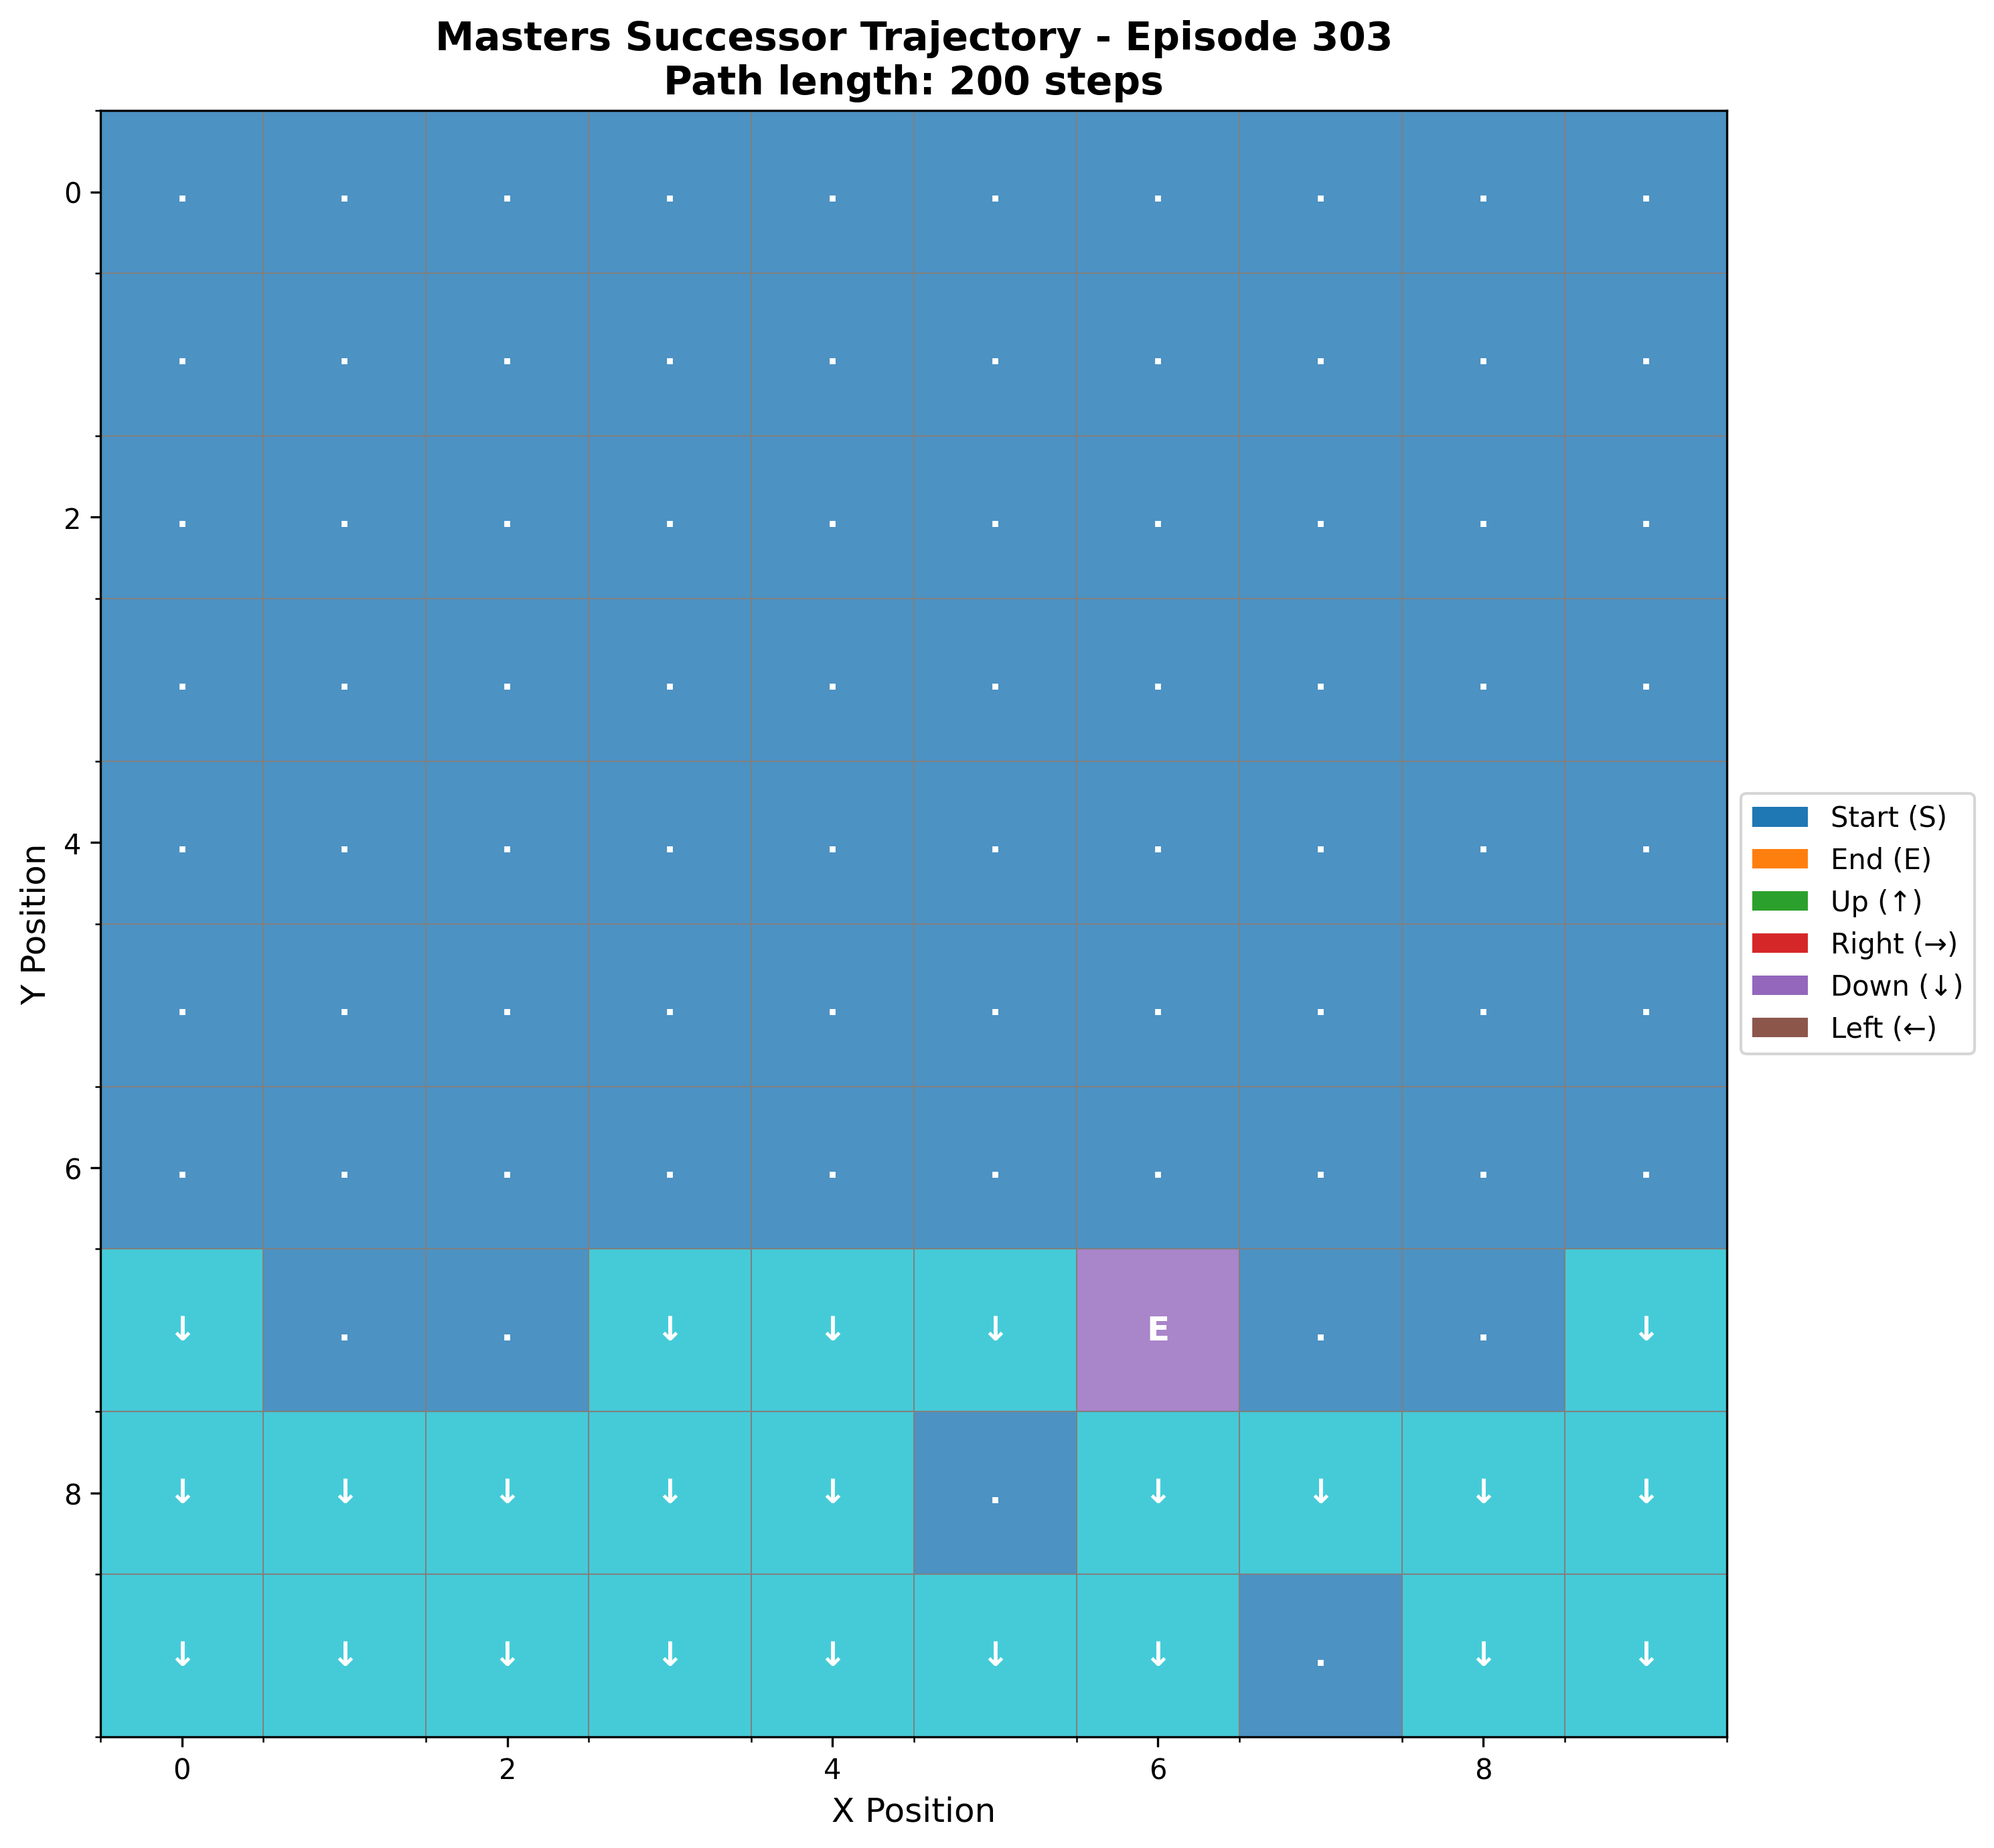 Masters Successor Trajectory - Episode 303
Path length: 200 steps
0 . . . . . . . . . .
. . . . . . . . . .
2 . . . . . . . . . .
. . . . . . . . . .
4 . . . . . . . . . .
. . . . . . . . . .
6 . . . . . . . . . .
↓ . . ↓ ↓ ↓ E . . ↓
8 ↓ ↓ ↓ ↓ ↓ . ↓ ↓ ↓ ↓
↓ ↓ ↓ ↓ ↓ ↓ ↓ . ↓ ↓
0 2 4 6 8
X Position
Y Position
Start (S)
End (E)
Up (↑)
Right (→)
Down (↓)
Left (←)